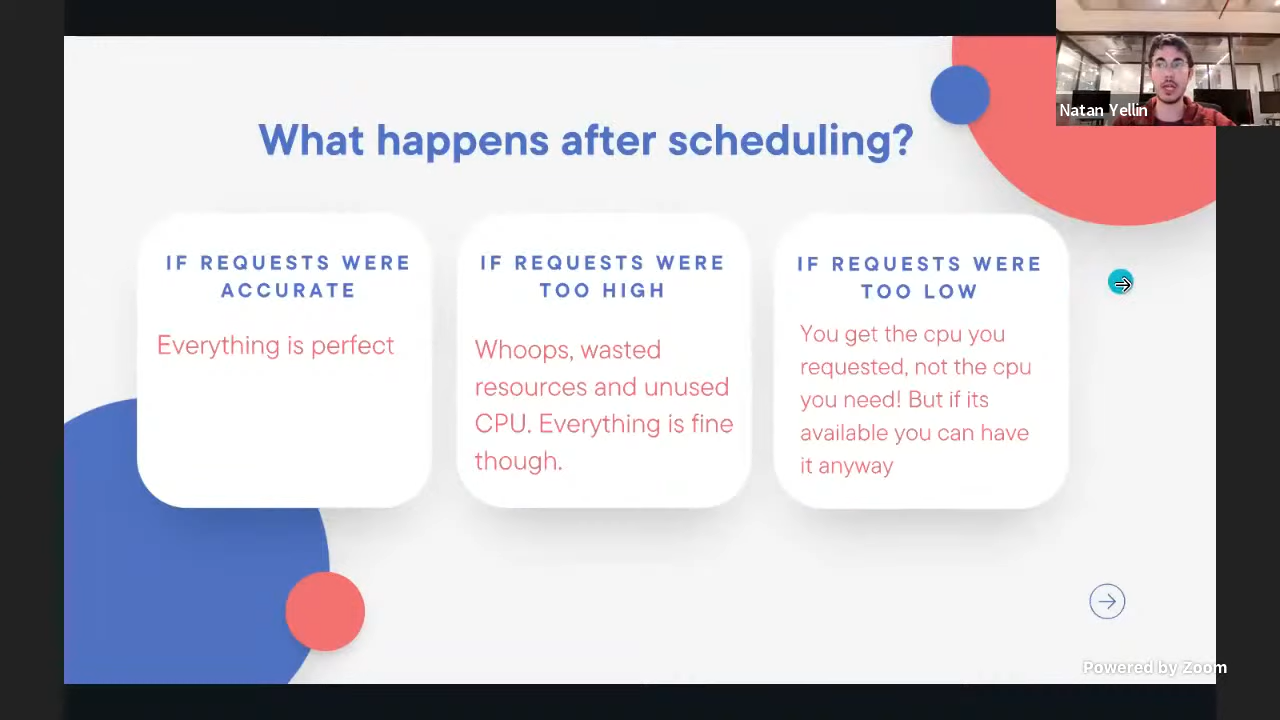 Natan Yellin
What happens after scheduling?
IF REQUESTS WERE
ACCURATE
Everything is perfect
IF REQUESTS WERE
TOO HIGH
Whoops, wasted
resources and unused
CPU. Everything is fine
though.
IF REQUESTS WERE
TOO LOW
You get the cpu you
requested, not the cpu
you need! But if its
available you can have
it anyway
Powered by Zoom